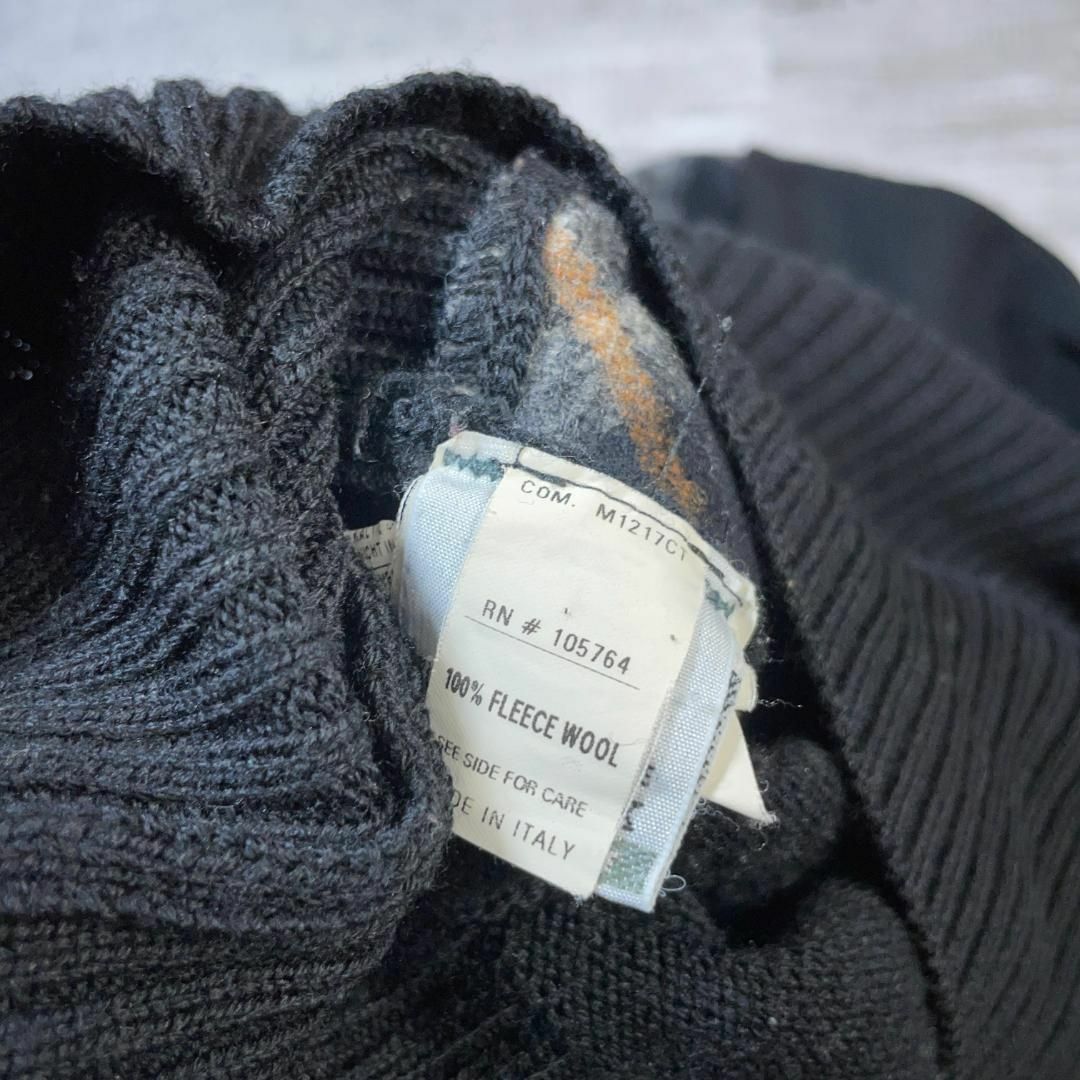 COM. M1217C1
RN # 105764
100% FLEECE WOOL
SEE SIDE FOR CARE
DE IN ITALY